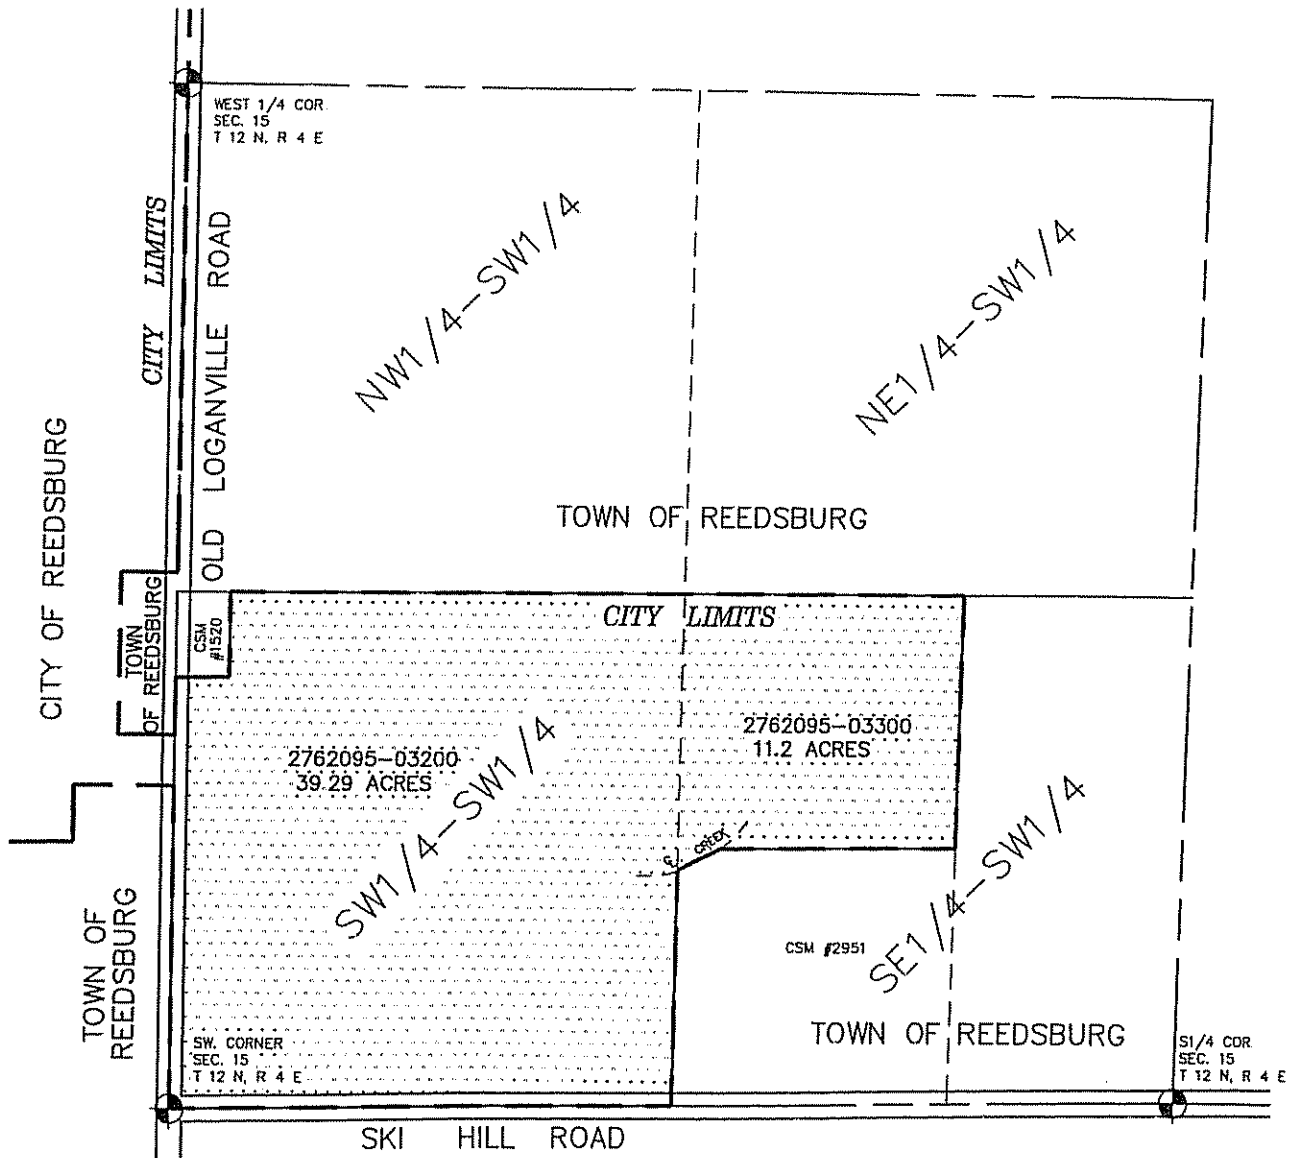 WEST 1/4 COR
SEC. 15
T 12 N, R 4 E
CITY LIMITS
OLD LOGANVILLE ROAD
NW1/4-SW1/4
NE1/4-SW1/4
CITY OF REEDSBURG
TOWN OF REEDSBURG
TOWN
OF REEDSBURG
CSM
#1520
CITY LIMITS
2762095-03200
39.29 ACRES
2762095-03300
11.2 ACRES
SW1/4-SW1/4
CREEK
SE1/4-SW1/4
CSM #2951
TOWN OF
REEDSBURG
TOWN OF REEDSBURG
SW. CORNER
SEC. 15
T 12 N, R 4 E
S1/4 COR
SEC. 15
T 12 N, R 4 E
SKI HILL ROAD